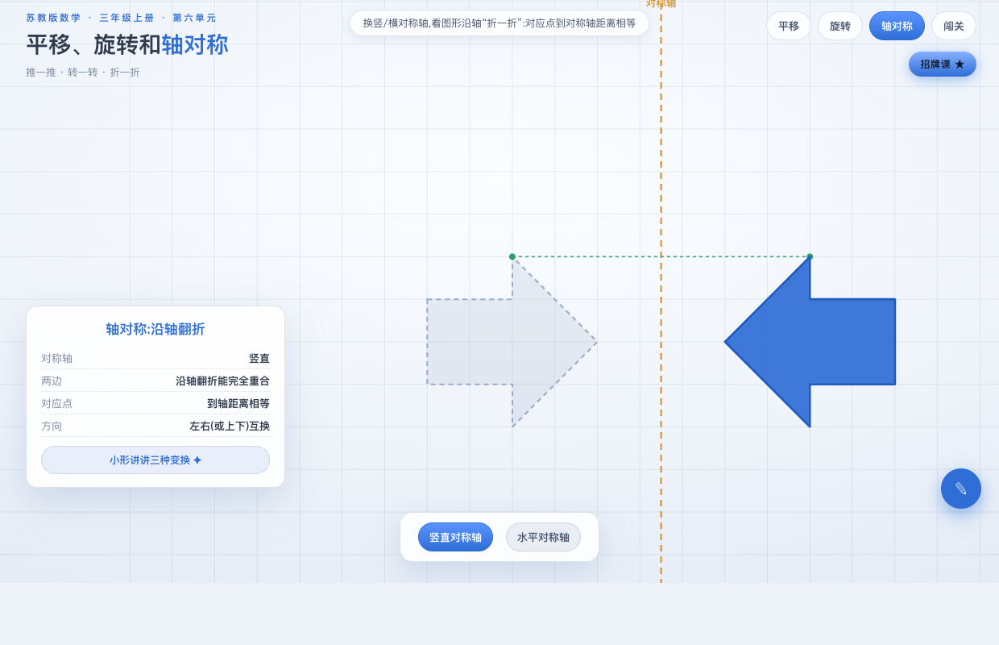 苏教版数学 · 三年级上册 · 第六单元
平移、旋转和轴对称
推一推 · 转一转 · 折一折
换竖/横对称轴,看图形沿轴“折一折”:对应点到对称轴距离相等
对称轴
平移
旋转
轴对称
闯关
招牌课 ★
轴对称:沿轴翻折
对称轴 竖直
两边 沿轴翻折能完全重合
对应点 到轴距离相等
方向 左右(或上下)互换
小形讲讲三种变换 ✦
竖直对称轴
水平对称轴